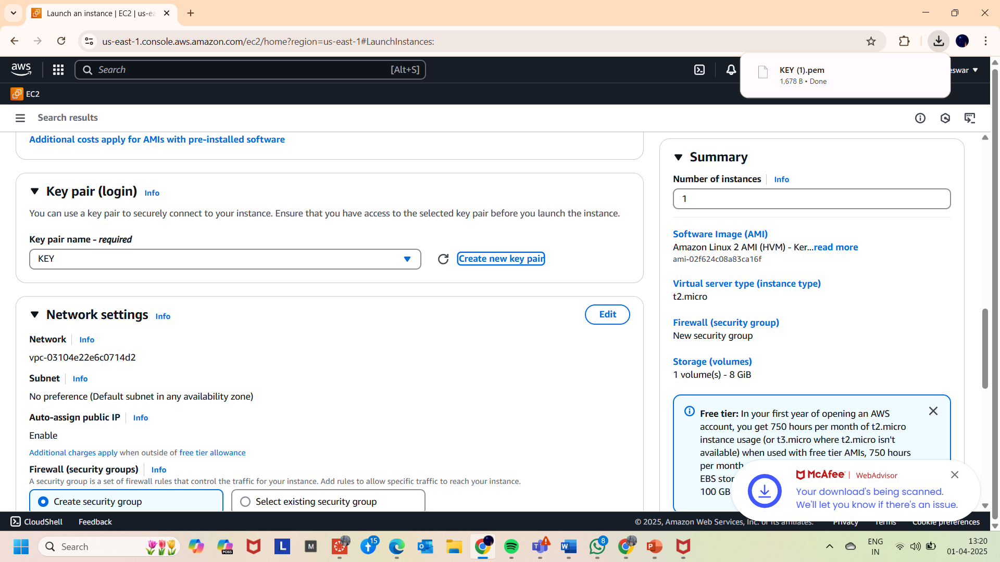 Launch an instance | EC2 | us-ea
us-east-1.console.aws.amazon.com/ec2/home?region=us-east-1#LaunchInstances:
aws
Search
[Alt+S]
eswar
KEY (1).pem
1,678 B • Done
EC2
Search results
Additional costs apply for AMIs with pre-installed software
Key pair (login) Info
You can use a key pair to securely connect to your instance. Ensure that you have access to the selected key pair before you launch the instance.
Key pair name - required
KEY
Create new key pair
Network settings Info
Edit
Network Info
vpc-03104e22e6c0714d2
Subnet Info
No preference (Default subnet in any availability zone)
Auto-assign public IP Info
Enable
Additional charges apply when outside of free tier allowance
Firewall (security groups) Info
A security group is a set of firewall rules that control the traffic for your instance. Add rules to allow specific traffic to reach your instance.
Create security group
Select existing security group
Summary
Number of instances Info
1
Software Image (AMI)
Amazon Linux 2 AMI (HVM) - Ker...read more
ami-02f624c08a83ca16f
Virtual server type (instance type)
t2.micro
Firewall (security group)
New security group
Storage (volumes)
1 volume(s) - 8 GiB
Free tier: In your first year of opening an AWS
account, you get 750 hours per month of t2.micro
instance usage (or t3.micro where t2.micro isn't
available) when used with free tier AMIs, 750 hours
per month
EBS stor
100 GB
McAfee | WebAdvisor
Your download's being scanned.
We'll let you know if there's an issue.
CloudShell
Feedback
© 2025, Amazon Web Services, Inc. or its affiliates.
Privacy
Terms
Cookie preferences
Search
M365
L
M
15
8
ENG
IN
13:20
01-04-2025